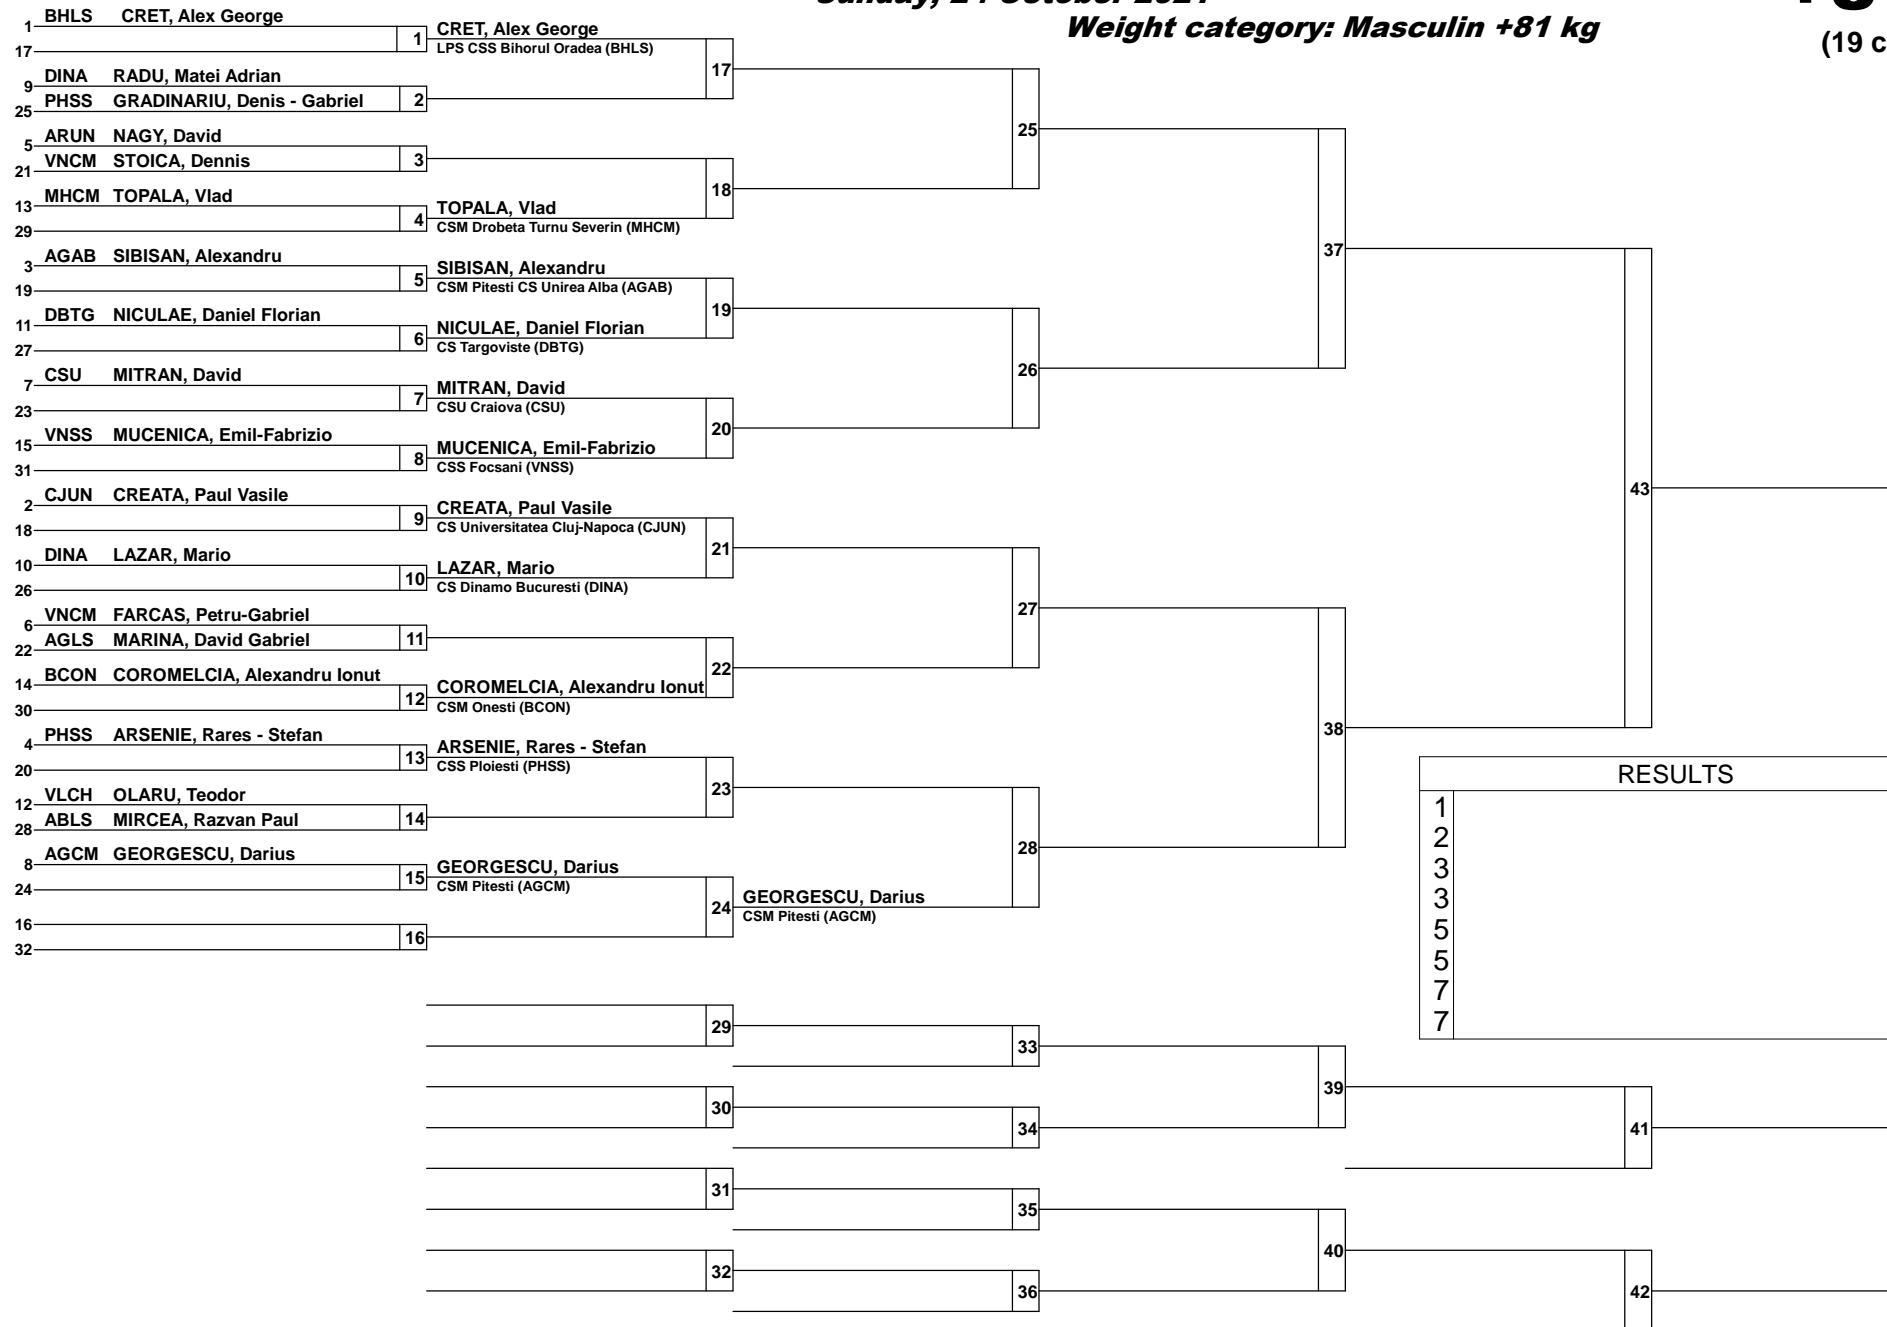 Weight category: Masculin +81 kg
(19 c
1 BHLS CRET, Alex George
17
1 CRET, Alex George
LPS CSS Bihorul Oradea (BHLS)
17
9 DINA RADU, Matei Adrian
25 PHSS GRADINARIU, Denis - Gabriel
2
25
5 ARUN NAGY, David
21 VNCM STOICA, Dennis
3
18
13 MHCM TOPALA, Vlad
29
4 TOPALA, Vlad
CSM Drobeta Turnu Severin (MHCM)
37
3 AGAB SIBISAN, Alexandru
19
5 SIBISAN, Alexandru
CSM Pitesti CS Unirea Alba (AGAB)
19
11 DBTG NICULAE, Daniel Florian
27
6 NICULAE, Daniel Florian
CS Targoviste (DBTG)
26
7 CSU MITRAN, David
23
7 MITRAN, David
CSU Craiova (CSU)
20
15 VNSS MUCENICA, Emil-Fabrizio
31
8 MUCENICA, Emil-Fabrizio
CSS Focsani (VNSS)
43
2 CJUN CREATA, Paul Vasile
18
9 CREATA, Paul Vasile
CS Universitatea Cluj-Napoca (CJUN)
21
10 DINA LAZAR, Mario
26
10 LAZAR, Mario
CS Dinamo Bucuresti (DINA)
27
6 VNCM FARCAS, Petru-Gabriel
22 AGLS MARINA, David Gabriel
11
22
14 BCON COROMELCIA, Alexandru Ionut
30
12 COROMELCIA, Alexandru Ionut
CSM Onesti (BCON)
38
4 PHSS ARSENIE, Rares - Stefan
20
13 ARSENIE, Rares - Stefan
CSS Ploiesti (PHSS)
23
12 VLCH OLARU, Teodor
28 ABLS MIRCEA, Razvan Paul
14
28
8 AGCM GEORGESCU, Darius
24
15 GEORGESCU, Darius
CSM Pitesti (AGCM)
24 GEORGESCU, Darius
CSM Pitesti (AGCM)
16
32
16
RESULTS
1
2
3
3
5
5
7
7
29
33
39
30
34
41
31
35
40
32
36
42